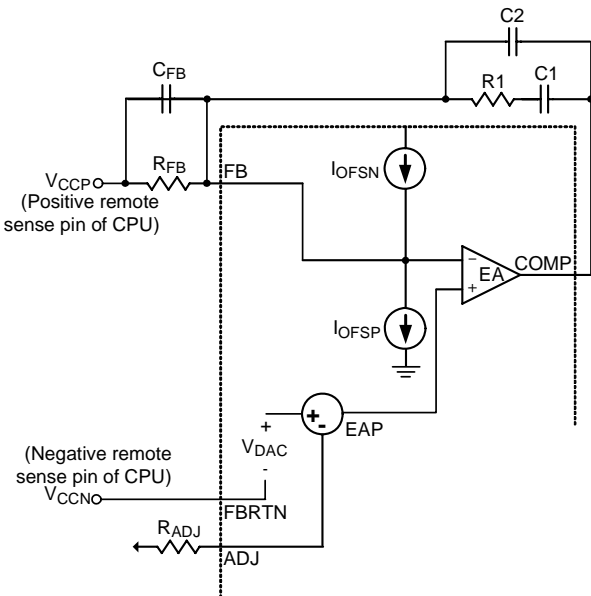 C2
CFB
R1
C1
RFB
FB
VCCP
(Positive remote
sense pin of CPU)
IOFSN
−
EA
+
COMP
IOFSP
+
-
EAP
+
VDAC
-
(Negative remote
sense pin of CPU)
VCCN
FBRTN
RADJ
ADJ